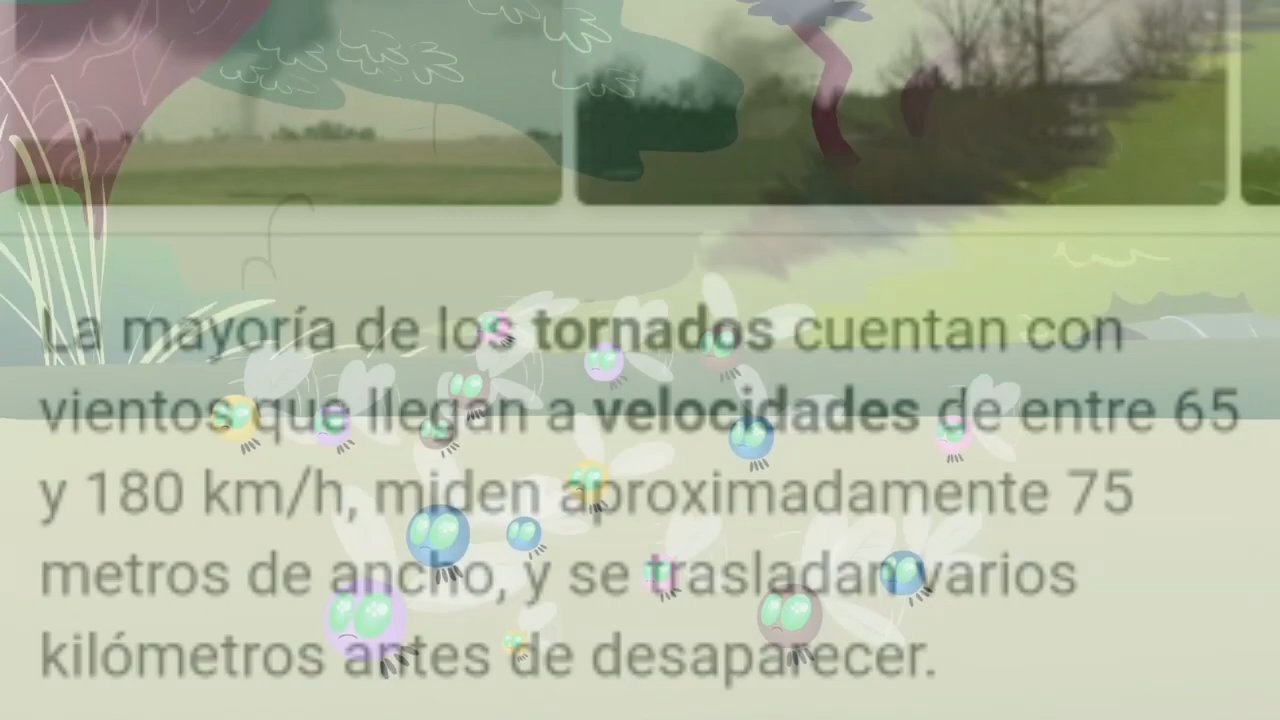 La mayoría de los tornados cuentan con
vientos que llegan a velocidades de entre 65
y 180 km/h, miden aproximadamente 75
metros de ancho, y se trasladan varios
kilómetros antes de desaparecer.